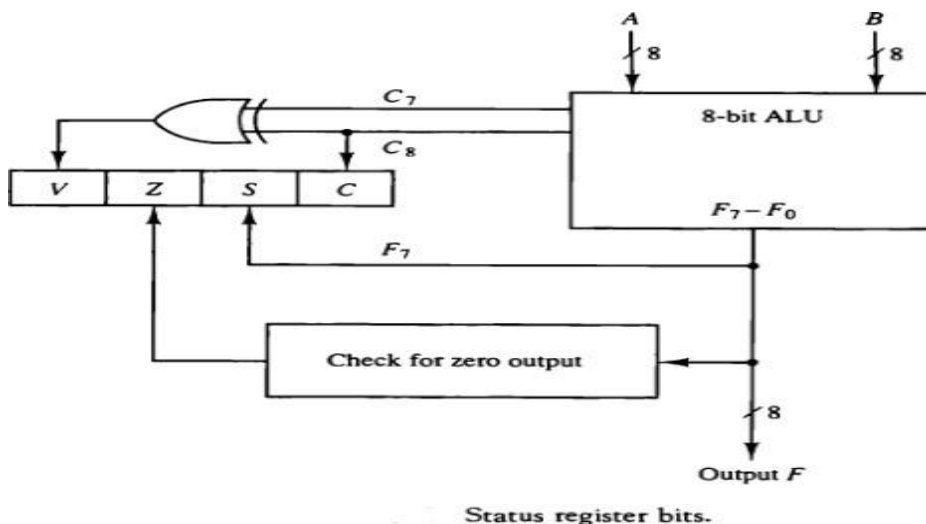 A B
8 8
C₇
8-bit ALU
C₈
V Z S C
F₇ – F₀
F₇
Check for zero output
8
Output F
Status register bits.